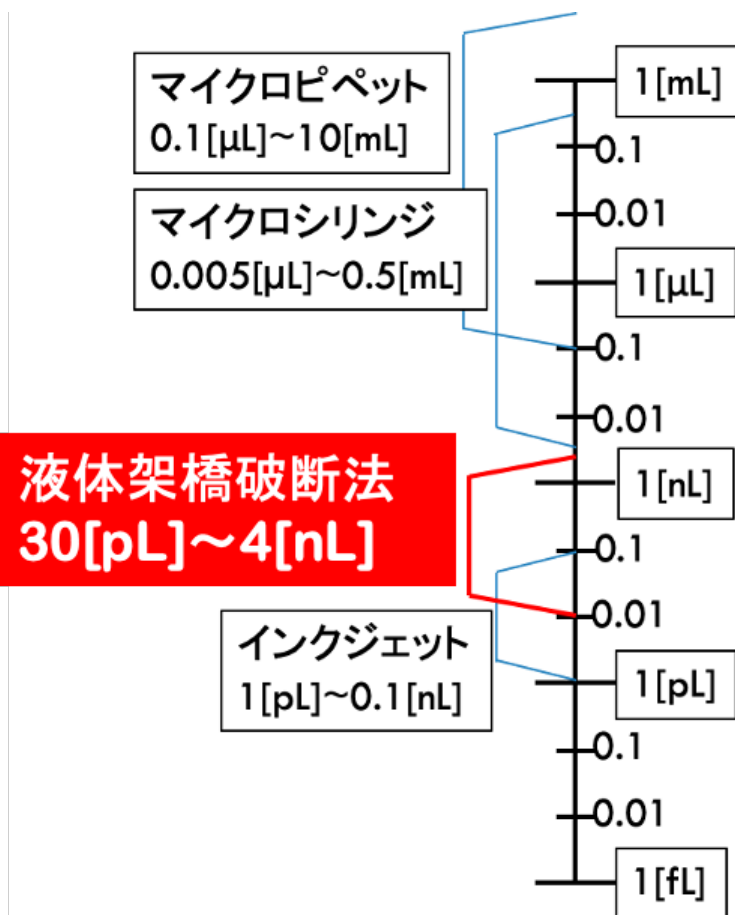 マイクロピペット
0.1[μL]~10[mL]
マイクロシリンジ
0.005[μL]~0.5[mL]
液体架橋破断法
30[pL]～4[nL]
インクジェット
1[pL]~0.1[nL]
1[mL]
0.1
0.01
1[μL]
0.1
0.01
1[nL]
0.1
0.01
1[pL]
0.1
0.01
1[fL]